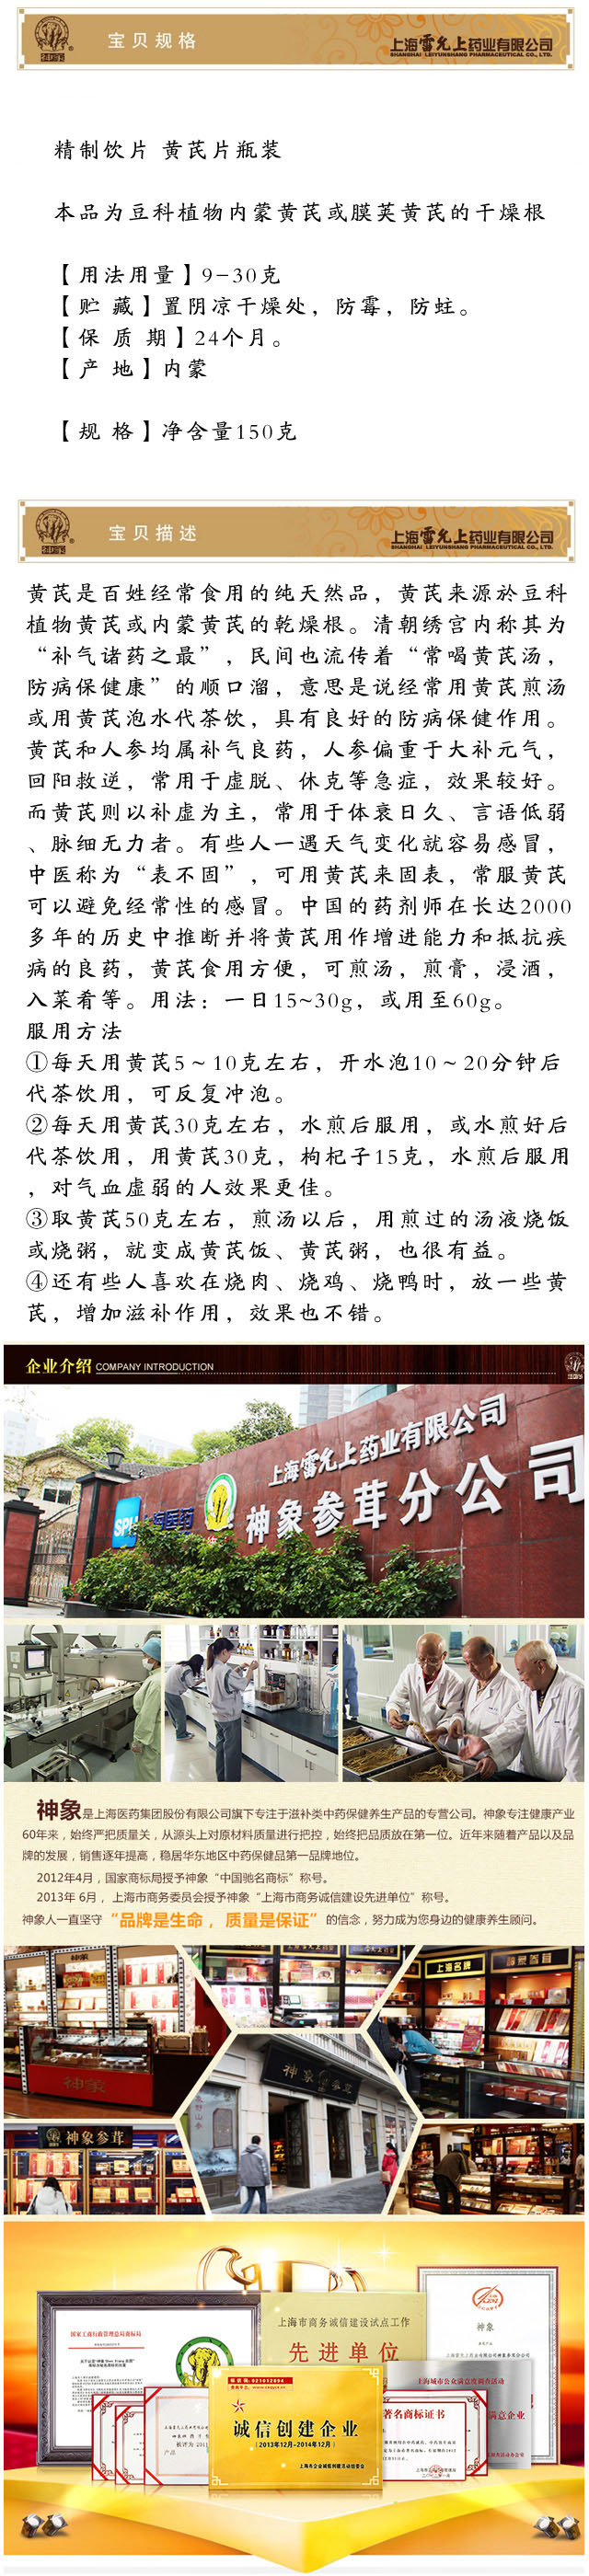 宝贝规格
上海雷允上药业有限公司
SHANGHAI LEIYUNSHANG PHARMACEUTICAL CO., LTD.
精制饮片 黄芪片瓶装
本品为豆科植物内蒙黄芪或膜荚黄芪的干燥根
【用法用量】9-30克
【贮 藏】置阴凉干燥处，防霉，防蛀。
【保 质 期】24个月。
【产 地】内蒙
【规 格】净含量150克
宝贝描述
上海雷允上药业有限公司
SHANGHAI LEIYUNSHANG PHARMACEUTICAL CO., LTD.
黄芪是百姓经常食用的纯天然品，黄芪来源於豆科
植物黄芪或内蒙黄芪的乾燥根。清朝绣宫内称其为
“补气诸药之最”，民间也流传着“常喝黄芪汤，
防病保健康”的顺口溜，意思是说经常用黄芪煎汤
或用黄芪泡水代茶饮，具有良好的防病保健作用。
黄芪和人参均属补气良药，人参偏重于大补元气，
回阳救逆，常用于虚脱、休克等急症，效果较好。
而黄芪则以补虚为主，常用于体衰日久、言语低弱
、脉细无力者。有些人一遇天气变化就容易感冒，
中医称为“表不固”，可用黄芪来固表，常服黄芪
可以避免经常性的感冒。中国的药剂师在长达2000
多年的历史中推断并将黄芪用作增进能力和抵抗疾
病的良药，黄芪食用方便，可煎汤，煎膏，浸酒，
入菜肴等。用法：一日15~30g，或用至60g。
服用方法
①每天用黄芪5～10克左右，开水泡10～20分钟后
代茶饮用，可反复冲泡。
②每天用黄芪30克左右，水煎后服用，或水煎好后
代茶饮用，用黄芪30克，枸杞子15克，水煎后服用
，对气血虚弱的人效果更佳。
③取黄芪50克左右，煎汤以后，用煎过的汤液烧饭
或烧粥，就变成黄芪饭、黄芪粥，也很有益。
④还有些人喜欢在烧肉、烧鸡、烧鸭时，放一些黄
芪，增加滋补作用，效果也不错。
企业介绍 COMPANY INTRODUCTION
上海雷允上药业有限公司
上海医药
神象参茸分公司
神象是上海医药集团股份有限公司旗下专注于滋补类中药保健养生产品的专营公司。神象专注健康产业
60年来，始终严把质量关，从源头上对原材料质量进行把控，始终把品质放在第一位。近年来随着产品以及品
牌的发展，销售逐年提高，稳居华东地区中药保健品第一品牌地位。
2012年4月，国家商标局授予神象“中国驰名商标”称号。
2013年 6月，上海市商务委员会授予神象“上海市商务诚信建设先进单位”称号。
神象人一直坚守“品牌是生命，质量是保证”的信念，努力成为您身边的健康养生顾问。
神象
上海名牌
神象参茸
神象
神象参茸
神象参茸
国家工商行政管理总局商标局
上海市商务诚信建设试点工作
先进单位
神象
上海城市公众满意度调查活动
满意企业
著名商标证书
诚信创建企业
(2013年12月-2014年12月)